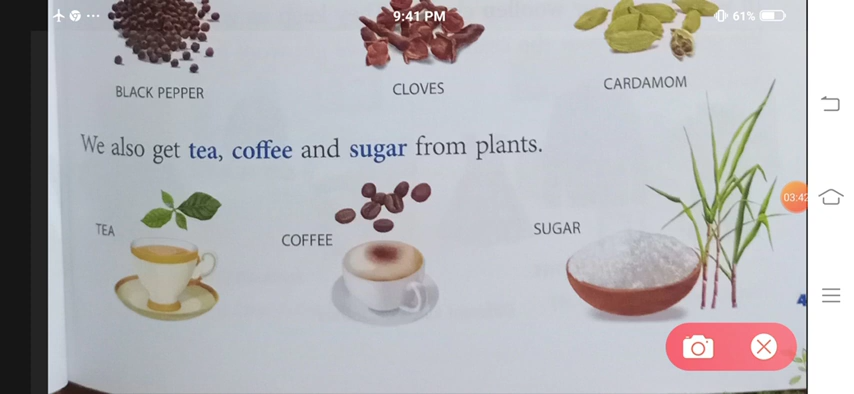 9:41 PM
61%
BLACK PEPPER
CLOVES
CARDAMOM
We also get tea, coffee and sugar from plants.
TEA
COFFEE
SUGAR
03:42
4